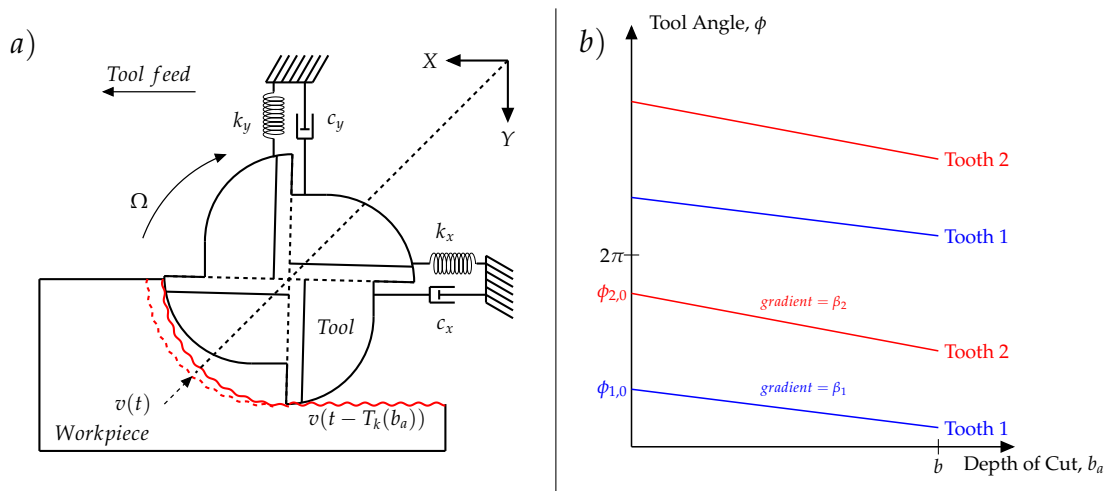 a)
Tool feed
X
Y
k_y
c_y
Ω
k_x
c_x
Tool
v(t)
v(t − T_k(b_a))
Workpiece
b)
Tool Angle, ϕ
Tooth 2
Tooth 1
2π
ϕ_{2,0}
gradient = β_2
Tooth 2
ϕ_{1,0}
gradient = β_1
Tooth 1
b
Depth of Cut, b_a